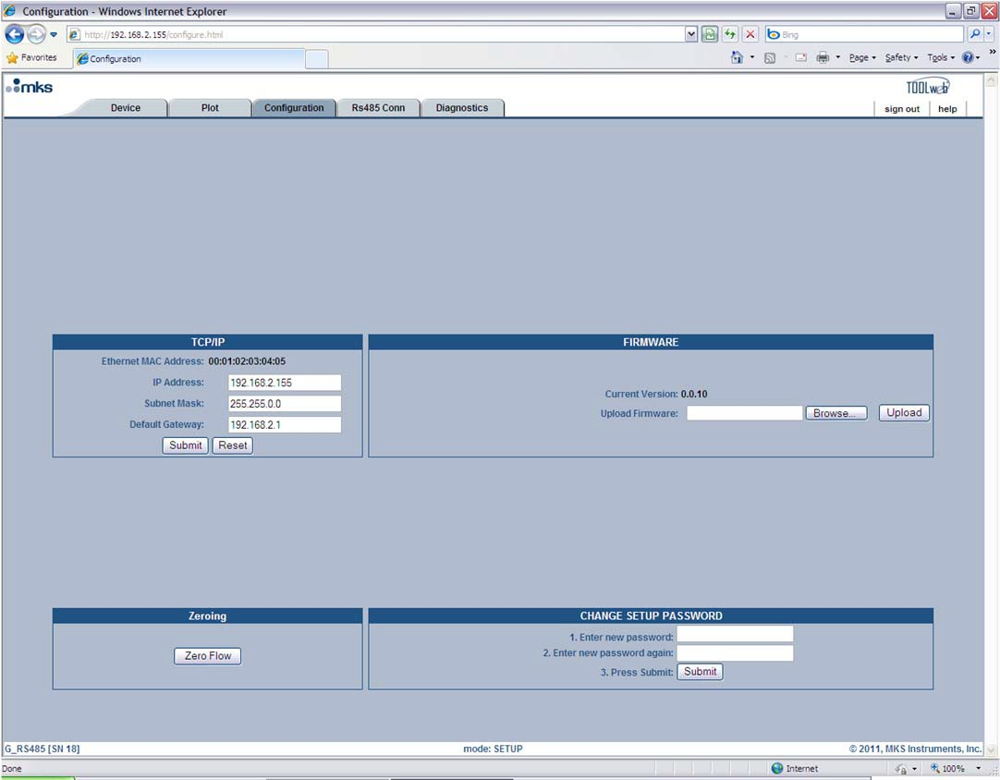 Configuration - Windows Internet Explorer
http://192.168.2.155/configure.html
Bing
Favorites
Configuration
Page
Safety
Tools
»
mks
TOOLweb
Device
Plot
Configuration
Rs485 Conn
Diagnostics
sign out
help
TCP/IP
Ethernet MAC Address: 00:01:02:03:04:05
IP Address: 192.168.2.155
Subnet Mask: 255.255.0.0
Default Gateway: 192.168.2.1
Submit Reset
FIRMWARE
Current Version: 0.0.10
Upload Firmware: Browse... Upload
Zeroing
Zero Flow
CHANGE SETUP PASSWORD
1. Enter new password:
2. Enter new password again:
3. Press Submit: Submit
G_RS485 [SN 18]
mode: SETUP
© 2011, MKS Instruments, Inc.
Done
Internet
100%